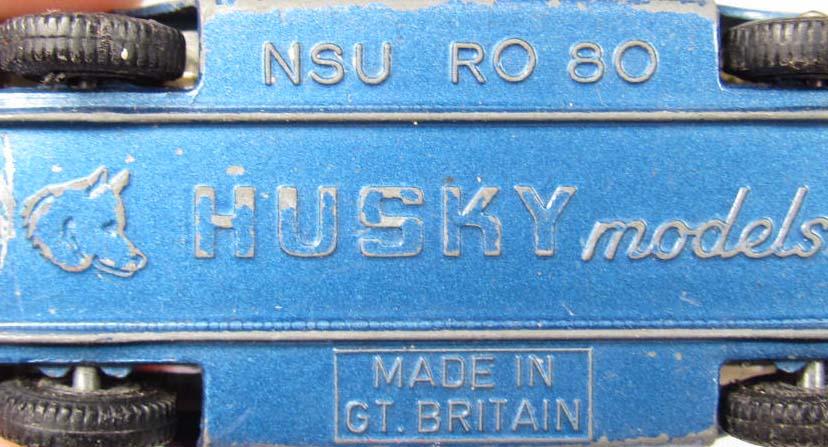 NSU RO 80
HUSKY models
MADE IN
GT. BRITAIN